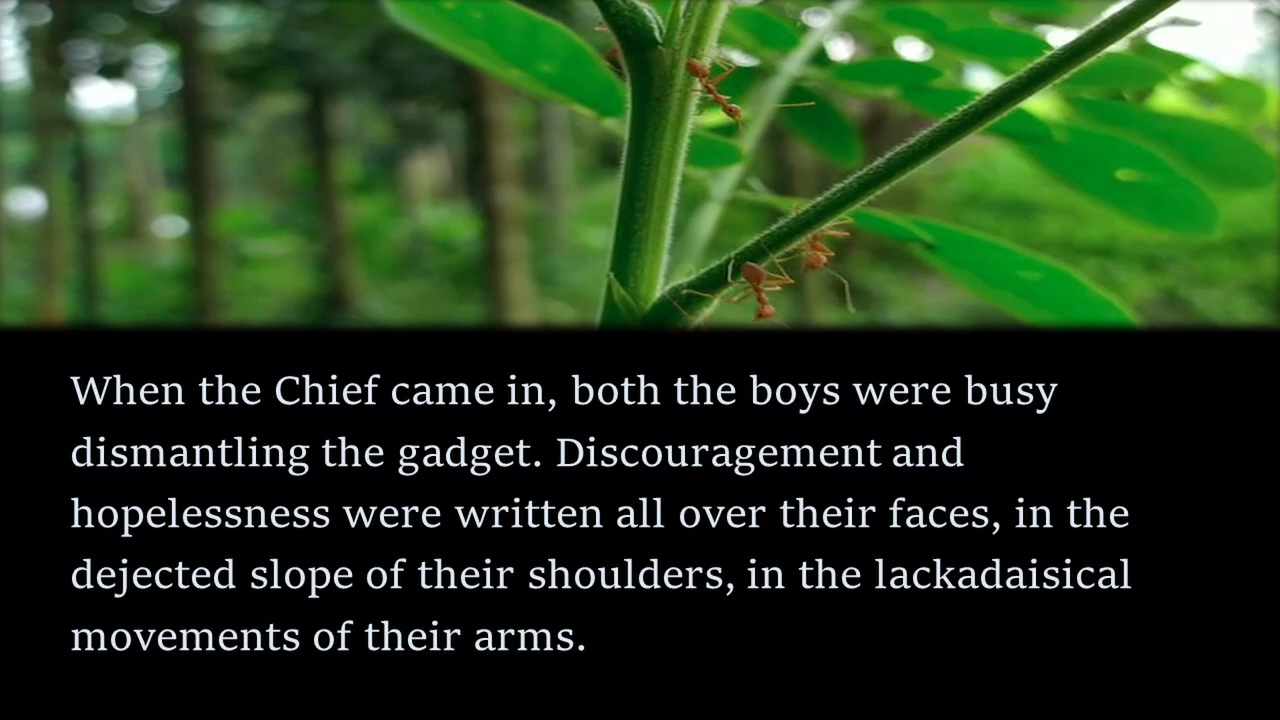 When the Chief came in, both the boys were busy
dismantling the gadget. Discouragement and
hopelessness were written all over their faces, in the
dejected slope of their shoulders, in the lackadaisical
movements of their arms.